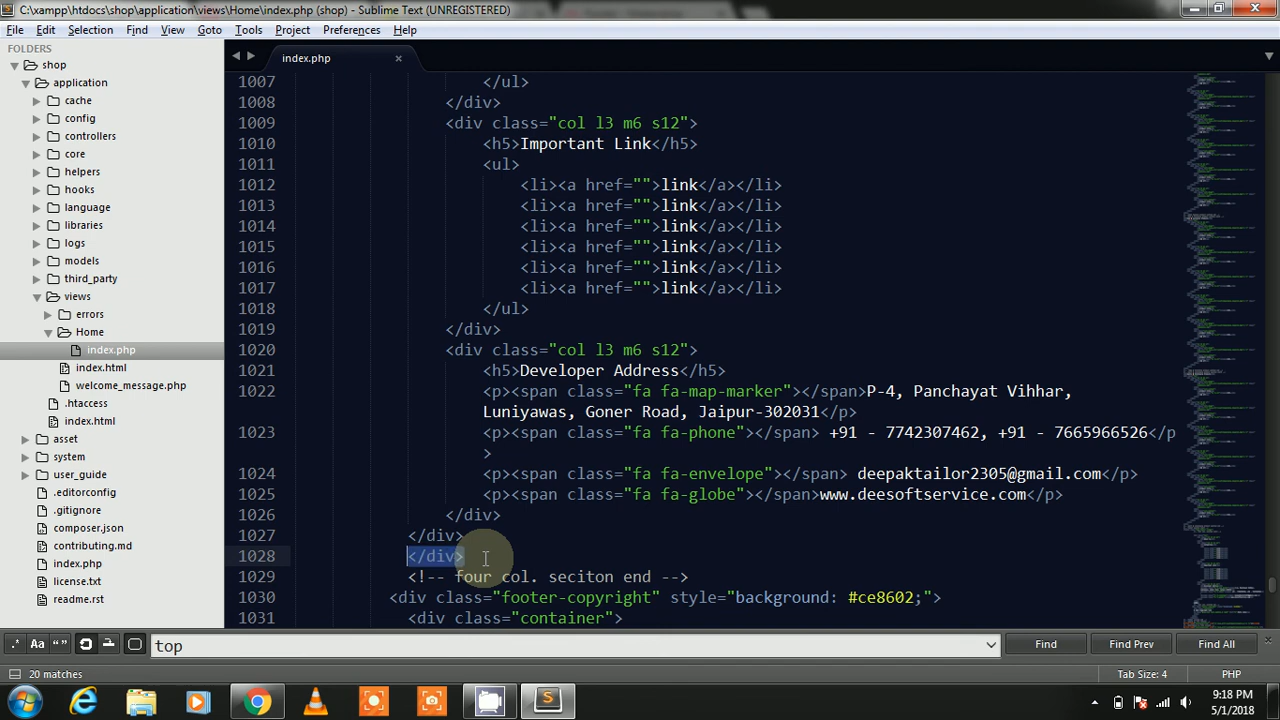 C:\xampp\htdocs\shop\application\views\Home\index.php (shop) - Sublime Text (UNREGISTERED)
File Edit Selection Find View Goto Tools Project Preferences Help
FOLDERS
shop
application
cache
config
controllers
core
helpers
hooks
language
libraries
logs
models
third_party
views
errors
Home
index.php
index.html
welcome_message.php
.htaccess
index.html
asset
system
user_guide
.editorconfig
.gitignore
composer.json
contributing.md
index.php
license.txt
readme.rst
index.php
1007 </ul>
1008 </div>
1009 <div class="col l3 m6 s12">
1010 <h5>Important Link</h5>
1011 <ul>
1012 <li><a href="">link</a></li>
1013 <li><a href="">link</a></li>
1014 <li><a href="">link</a></li>
1015 <li><a href="">link</a></li>
1016 <li><a href="">link</a></li>
1017 <li><a href="">link</a></li>
1018 </ul>
1019 </div>
1020 <div class="col l3 m6 s12">
1021 <h5>Developer Address</h5>
1022 <p><span class="fa fa-map-marker"></span>P-4, Panchayat Vihhar,
Luniyawas, Goner Road, Jaipur-302031</p>
1023 <p><span class="fa fa-phone"></span> +91 - 7742307462, +91 - 7665966526</p
>
1024 <p><span class="fa fa-envelope"></span> deepaktailor2305@gmail.com</p>
1025 <p><span class="fa fa-globe"></span>www.deesoftservice.com</p>
1026 </div>
1027 </div>
1028 </div>
1029 <!-- four col. seciton end -->
1030 <div class="footer-copyright" style="background: #ce8602;">
1031 <div class="container">
.* Aa “ ” top Find Find Prev Find All
20 matches Tab Size: 4 PHP
9:18 PM
5/1/2018